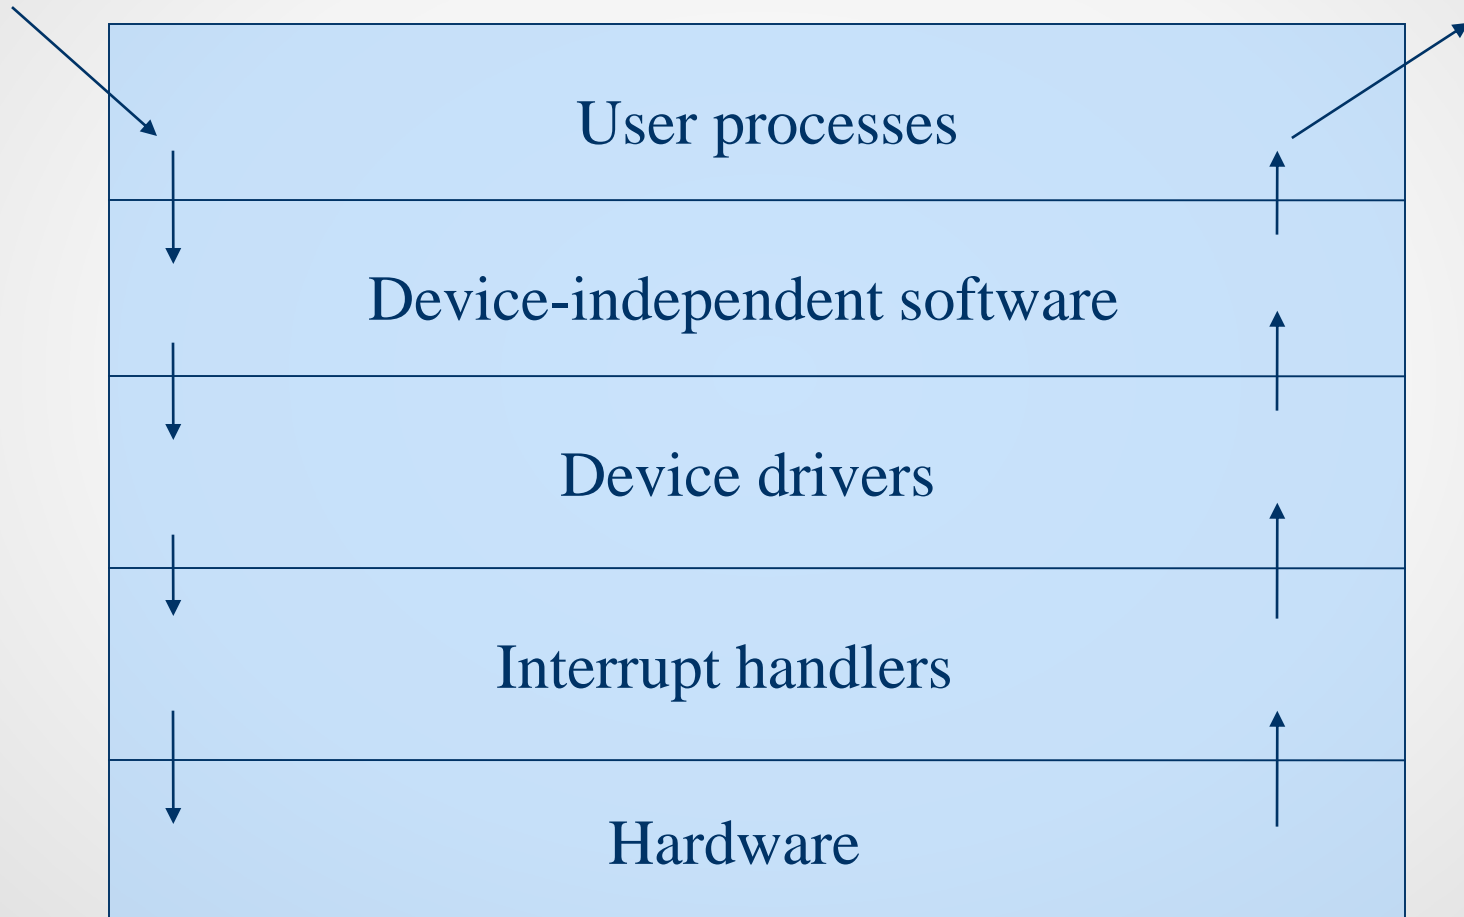 User processes
Device-independent software
Device drivers
Interrupt handlers
Hardware